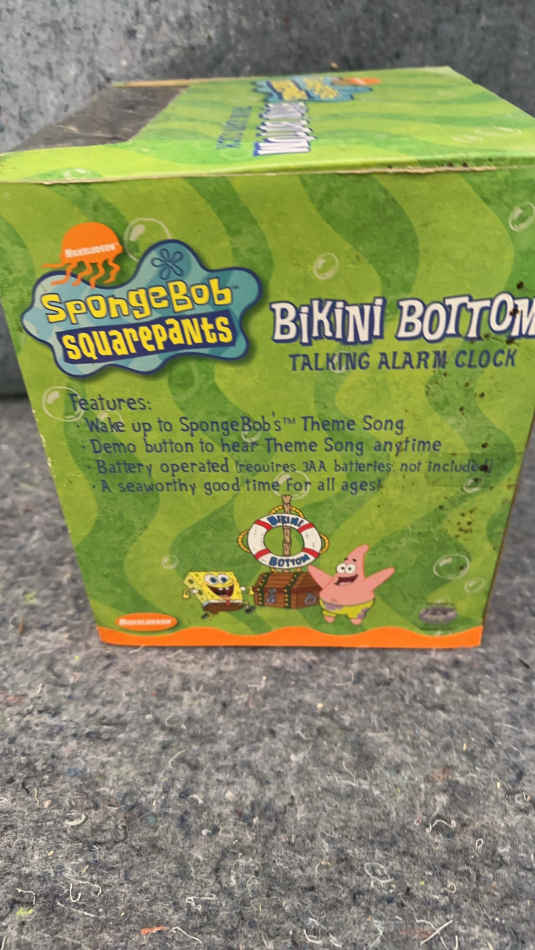 SpongeBob
SquarePants
NICKELODEON
SpongeBob™
SQUAREPANTS
BIKINI BOTTOM
TALKING ALARM CLOCK
Features:
· Wake up to SpongeBob's™ Theme Song
· Demo button to hear Theme Song anytime
· Battery operated (requires 3AA batteries, not included)
· A seaworthy good time for all ages!
BIKINI
BOTTOM
NICKELODEON